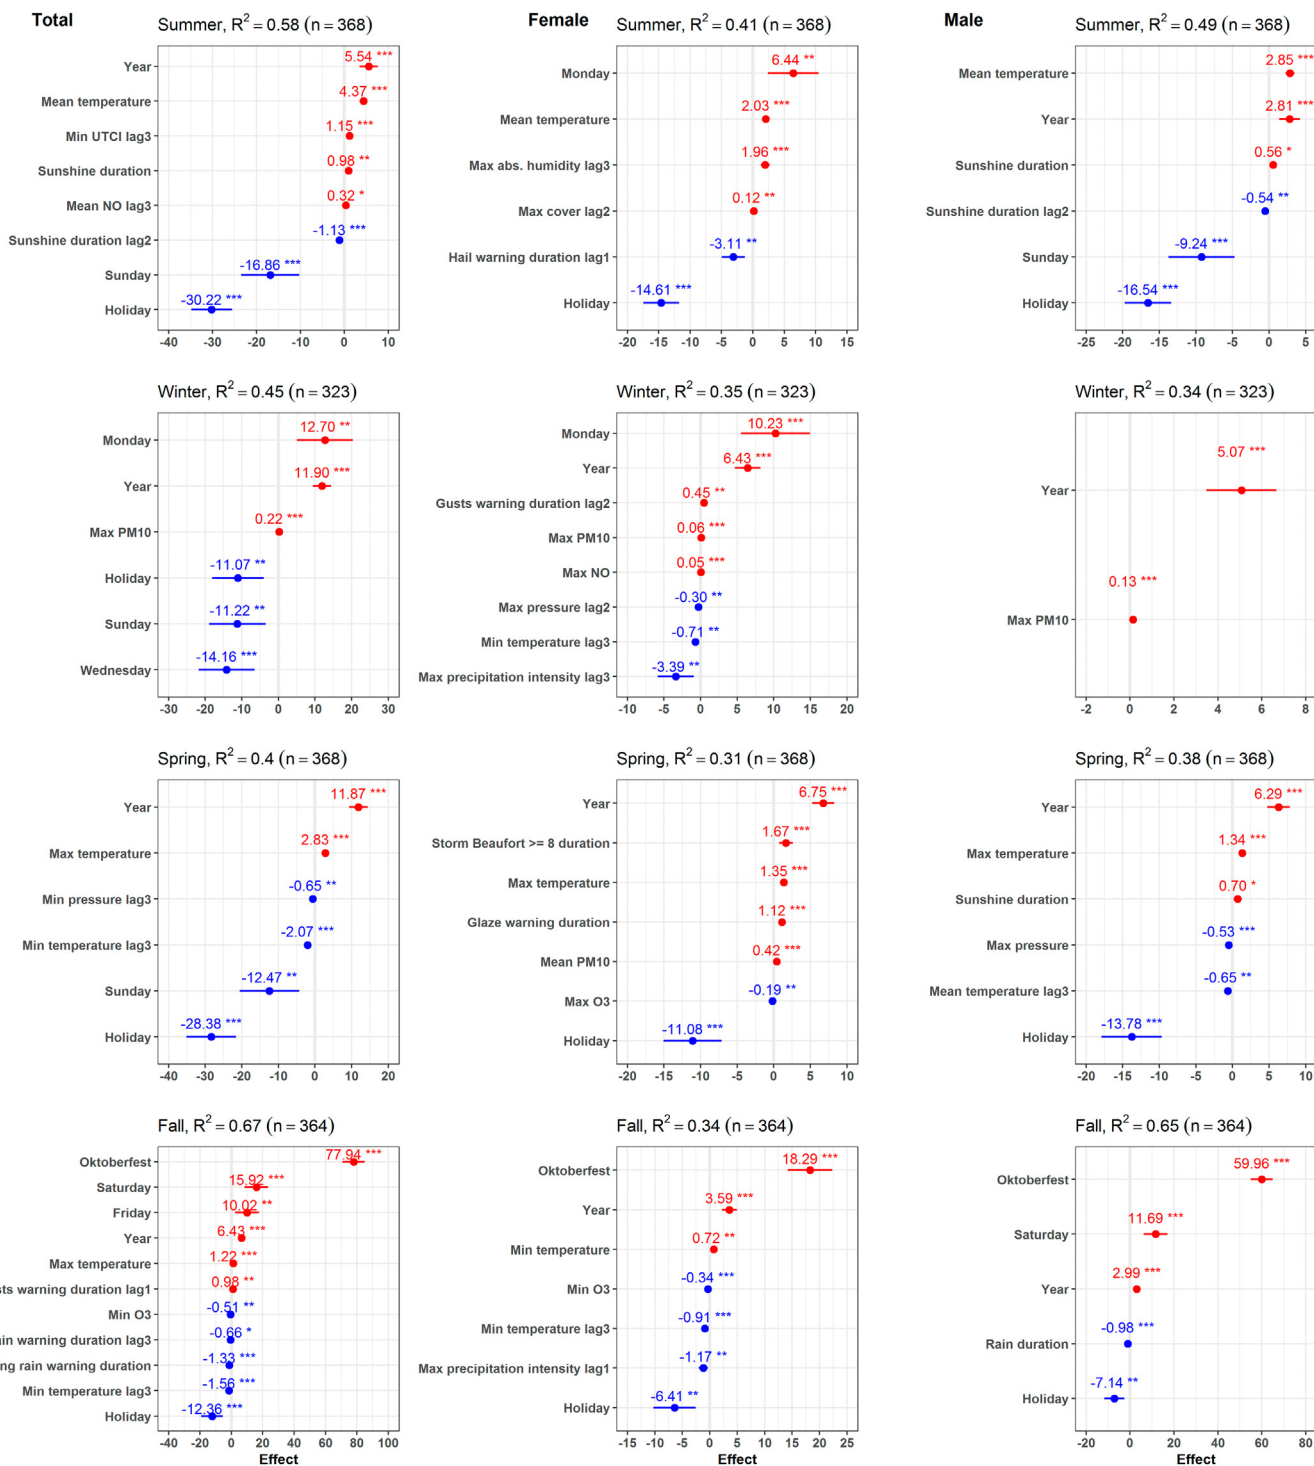 Total
Summer, R2 = 0.58 (n = 368)
Year 5.54 ***
Mean temperature 4.37 ***
Min UTCI lag3 1.15 ***
Sunshine duration 0.98 **
Mean NO lag3 0.32 *
Sunshine duration lag2 -1.13 ***
Sunday -16.86 ***
Holiday -30.22 ***
-40 -30 -20 -10 0 10
Female
Summer, R2 = 0.41 (n = 368)
Monday 6.44 **
Mean temperature 2.03 ***
Max abs. humidity lag3 1.96 ***
Max cover lag2 0.12 **
Hail warning duration lag1 -3.11 **
Holiday -14.61 ***
-20 -15 -10 -5 0 5 10 15
Male
Summer, R2 = 0.49 (n = 368)
Mean temperature 2.85 ***
Year 2.81 ***
Sunshine duration 0.56 *
Sunshine duration lag2 -0.54 **
Sunday -9.24 ***
Holiday -16.54 ***
-25 -20 -15 -10 -5 0 5
Winter, R2 = 0.45 (n = 323)
Monday 12.70 **
Year 11.90 ***
Max PM10 0.22 ***
Holiday -11.07 **
Sunday -11.22 **
Wednesday -14.16 ***
-30 -20 -10 0 10 20 30
Winter, R2 = 0.35 (n = 323)
Monday 10.23 ***
Year 6.43 ***
Gusts warning duration lag2 0.45 **
Max PM10 0.06 ***
Max NO 0.05 ***
Max pressure lag2 -0.30 **
Min temperature lag3 -0.71 **
Max precipitation intensity lag3 -3.39 **
-10 -5 0 5 10 15 20
Winter, R2 = 0.34 (n = 323)
Year 5.07 ***
Max PM10 0.13 ***
-2 0 2 4 6 8
Spring, R2 = 0.4 (n = 368)
Year 11.87 ***
Max temperature 2.83 ***
Min pressure lag3 -0.65 **
Min temperature lag3 -2.07 ***
Sunday -12.47 **
Holiday -28.38 ***
-40 -30 -20 -10 0 10 20
Spring, R2 = 0.31 (n = 368)
Year 6.75 ***
Storm Beaufort >= 8 duration 1.67 ***
Max temperature 1.35 ***
Glaze warning duration 1.12 ***
Mean PM10 0.42 ***
Max O3 -0.19 **
Holiday -11.08 ***
-20 -15 -10 -5 0 5 10
Spring, R2 = 0.38 (n = 368)
Year 6.29 ***
Max temperature 1.34 ***
Sunshine duration 0.70 *
Max pressure -0.53 ***
Mean temperature lag3 -0.65 **
Holiday -13.78 ***
-20 -15 -10 -5 0 5 10
Fall, R2 = 0.67 (n = 364)
Oktoberfest 77.94 ***
Saturday 15.92 ***
Friday 10.02 **
Year 6.43 ***
Max temperature 1.22 ***
warning duration lag1 0.98 **
Min O3 -0.51 **
warning duration lag3 -0.66 *
rain warning duration -1.33 ***
Min temperature lag3 -1.56 ***
Holiday -12.36 ***
-40 -20 0 20 40 60 80 100
Effect
Fall, R2 = 0.34 (n = 364)
Oktoberfest 18.29 ***
Year 3.59 ***
Min temperature 0.72 **
Min O3 -0.34 ***
Min temperature lag3 -0.91 ***
Max precipitation intensity lag1 -1.17 **
Holiday -6.41 **
-15 -10 -5 0 5 10 15 20 25
Effect
Fall, R2 = 0.65 (n = 364)
Oktoberfest 59.96 ***
Saturday 11.69 ***
Year 2.99 ***
Rain duration -0.98 ***
Holiday -7.14 **
-20 0 20 40 60 80
Effect